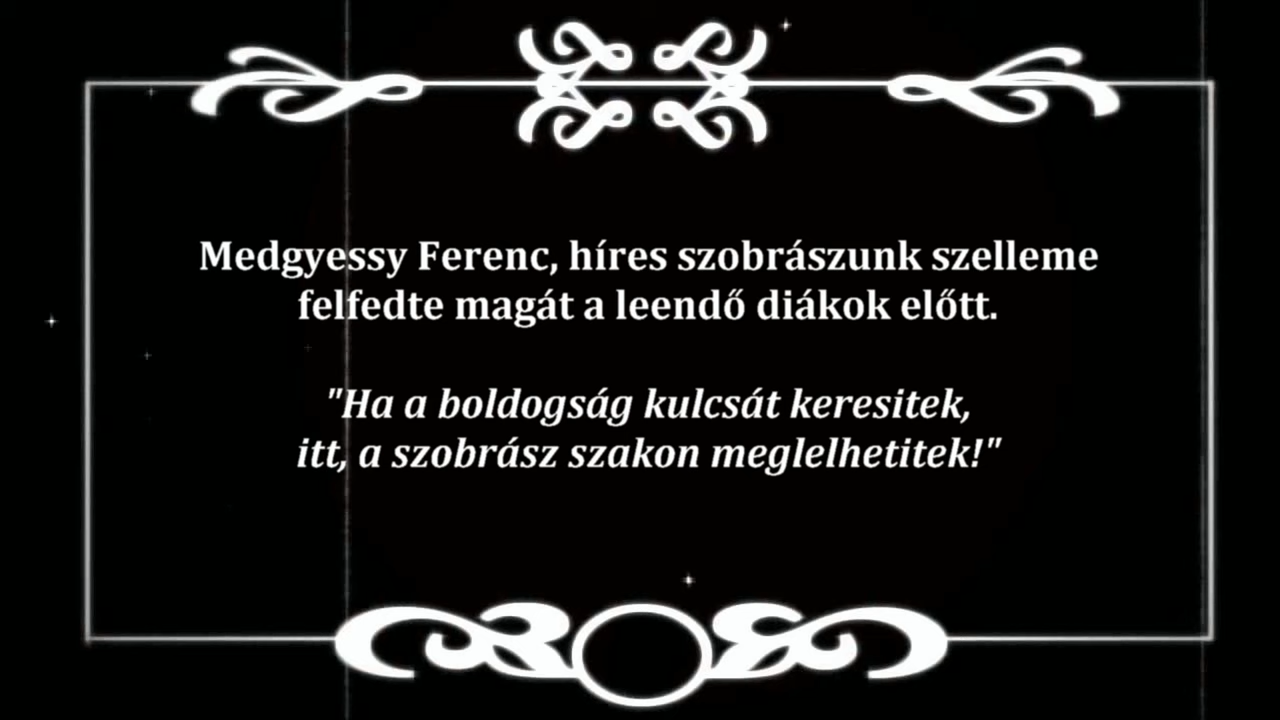 Medgyessy Ferenc, híres szobrászunk szelleme
felfedte magát a leendő diákok előtt.
"Ha a boldogság kulcsát keresitek,
itt, a szobrász szakon meglelhetitek!"